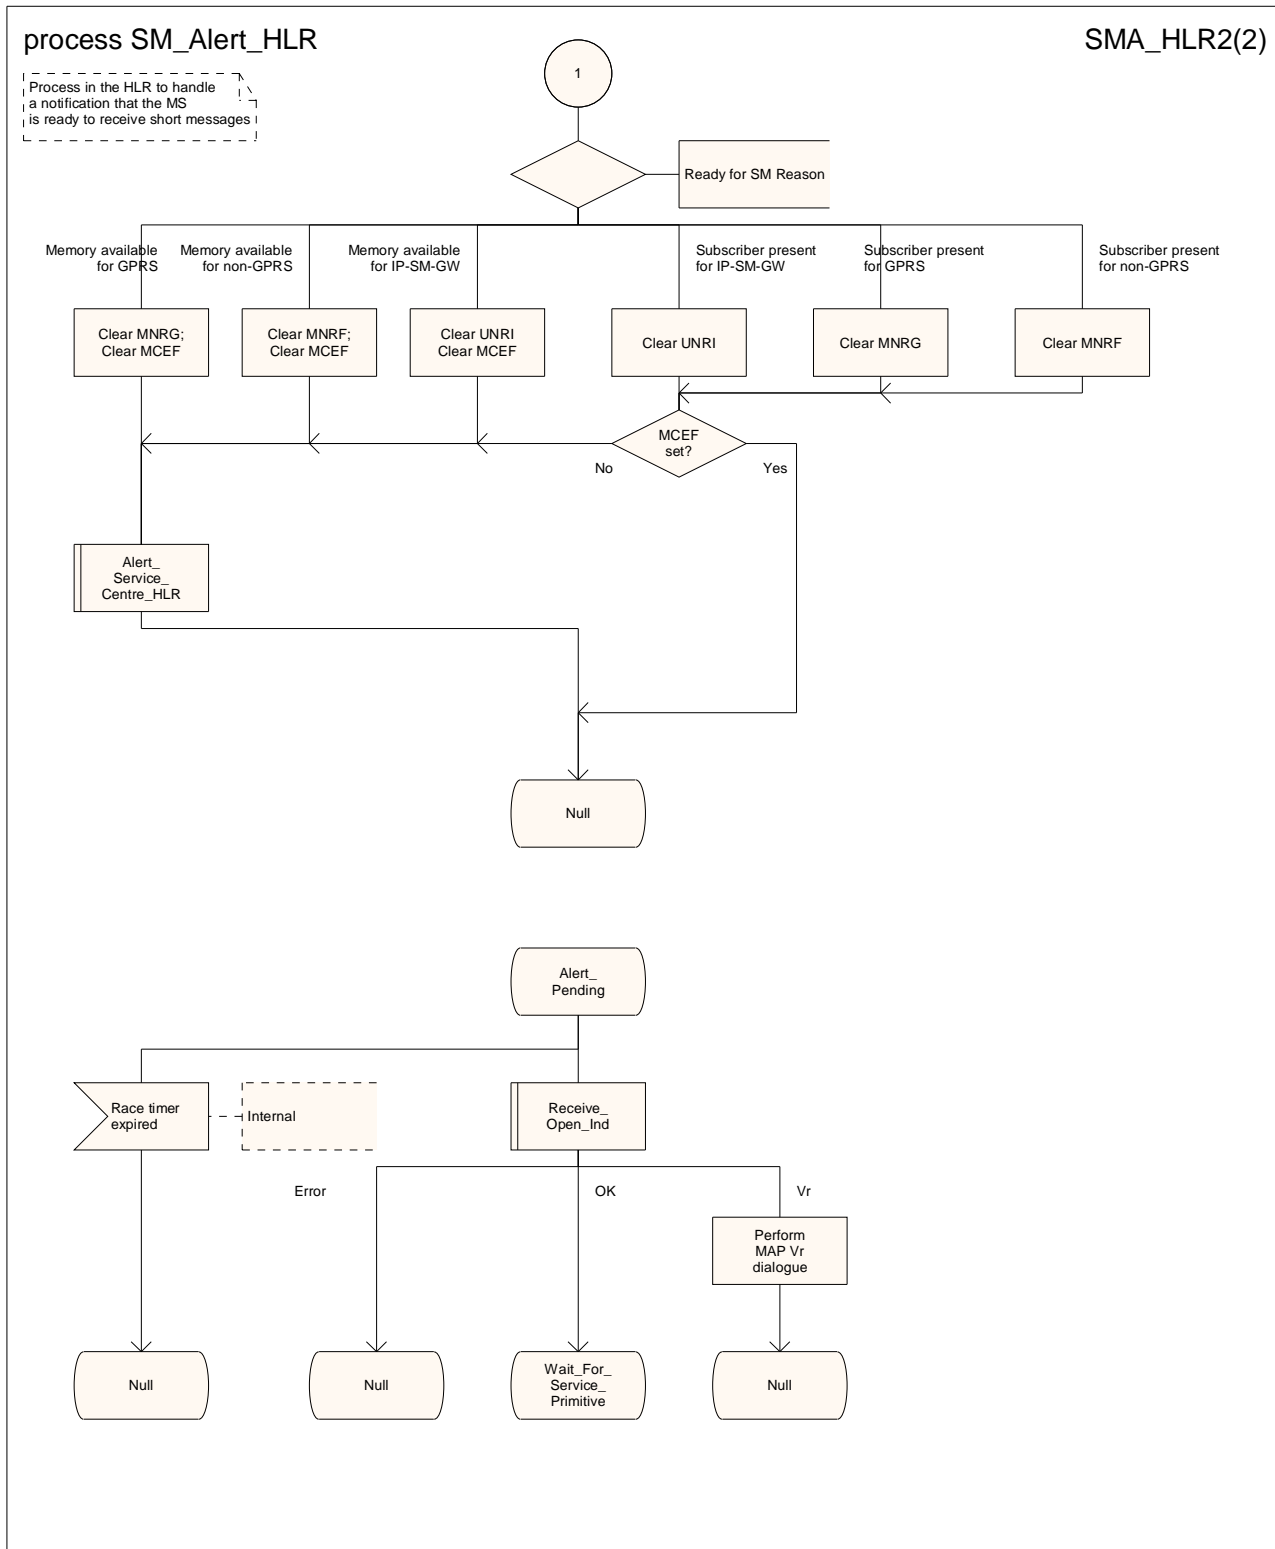 process SM_Alert_HLR
SMA_HLR2(2)
Process in the HLR to handle
a notification that the MS
is ready to receive short messages
1
Ready for SM Reason
Memory available
for GPRS
Memory available
for non-GPRS
Memory available
for IP-SM-GW
Subscriber present
for IP-SM-GW
Subscriber present
for GPRS
Subscriber present
for non-GPRS
Clear MNRG;
Clear MCEF
Clear MNRF;
Clear MCEF
Clear UNRI
Clear MCEF
Clear UNRI
Clear MNRG
Clear MNRF
MCEF
set?
No
Yes
Alert_
Service_
Centre_HLR
Null
Alert_
Pending
Race timer
expired
Internal
Receive_
Open_Ind
Error
OK
Vr
Perform
MAP Vr
dialogue
Null
Null
Wait_For_
Service_
Primitive
Null